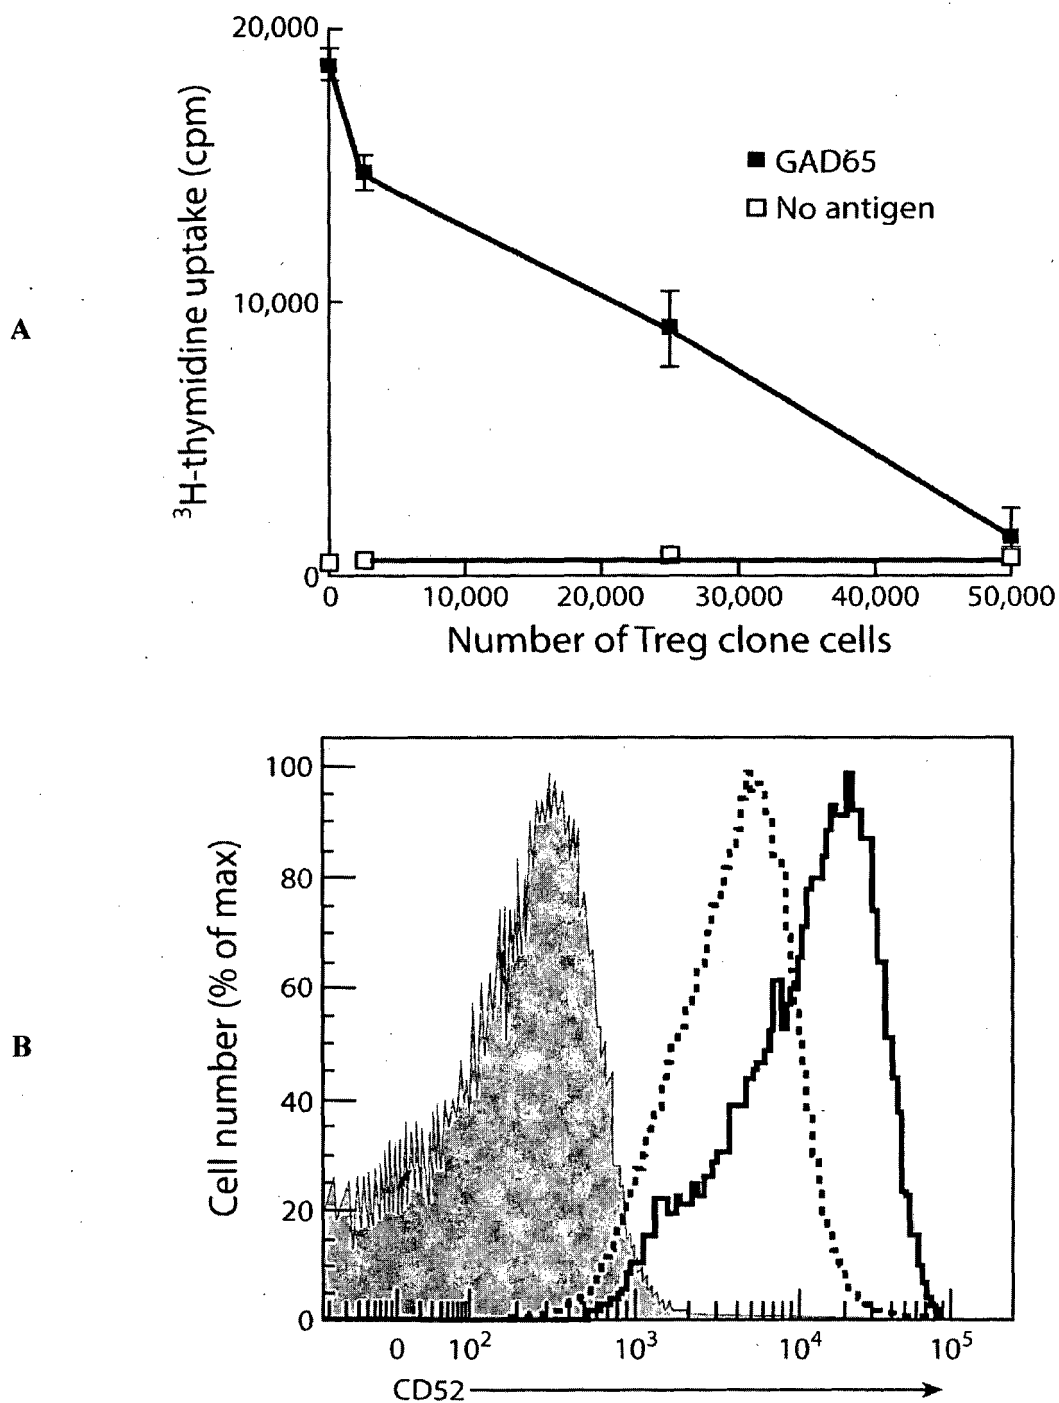 A
20,000
10,000
0
³H-thymidine uptake (cpm)
■ GAD65
□ No antigen
0 10,000 20,000 30,000 40,000 50,000
Number of Treg clone cells
B
100
80
60
40
20
0
Cell number (% of max)
0 10² 10³ 10⁴ 10⁵
CD52